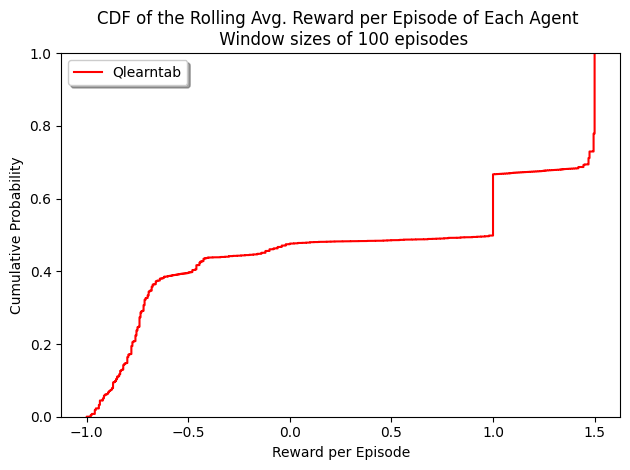 CDF of the Rolling Avg. Reward per Episode of Each Agent
Window sizes of 100 episodes
Qlearntab
1.0
0.8
0.6
0.4
0.2
0.0
Cumulative Probability
−1.0 −0.5 0.0 0.5 1.0 1.5
Reward per Episode